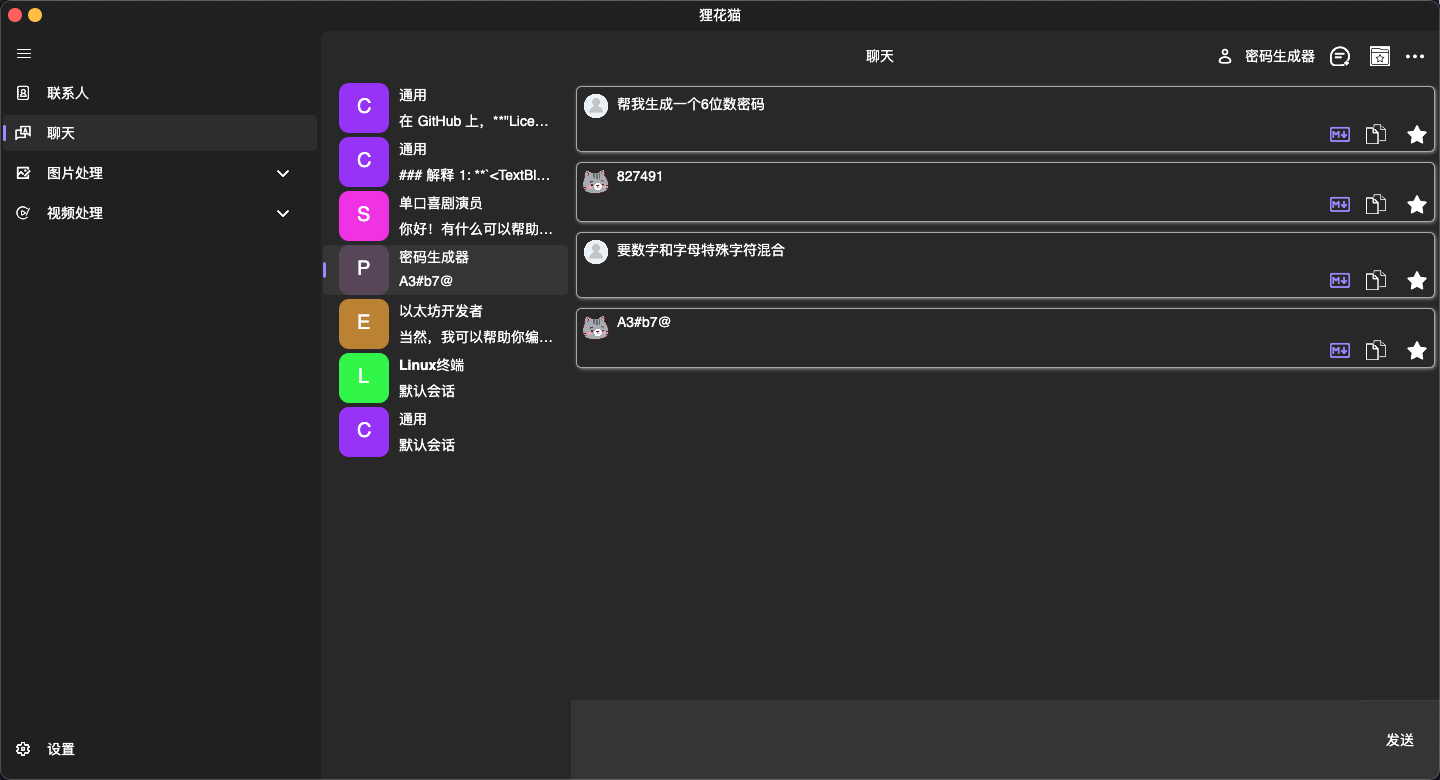 狸花猫
联系人
聊天
图片处理
视频处理
设置
聊天
密码生成器
C
通用
在 GitHub 上，**"Lice...
C
通用
### 解释 1: **`<TextBl...
S
单口喜剧演员
你好！有什么可以帮助...
P
密码生成器
A3#b7@
E
以太坊开发者
当然，我可以帮助你编...
L
Linux终端
默认会话
C
通用
默认会话
帮我生成一个6位数密码
M
827491
M
要数字和字母特殊字符混合
M
A3#b7@
M
发送